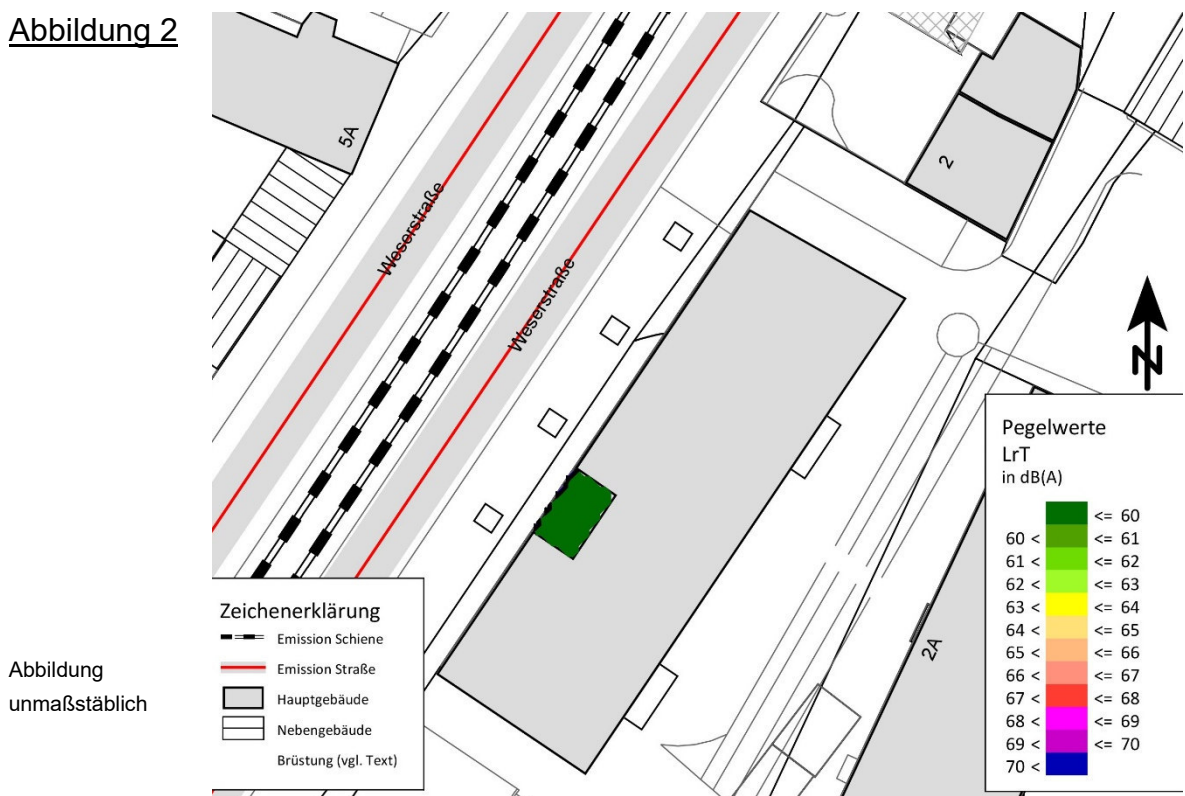 Abbildung 2
5A
Weserstraße
Weserstraße
2
N
2A
Abbildung
unmaßstäblich
Zeichenerklärung
Emission Schiene
Emission Straße
Hauptgebäude
Nebengebäude
Brüstung (vgl. Text)
Pegelwerte
LrT
in dB(A)
<= 60
60 < <= 61
61 < <= 62
62 < <= 63
63 < <= 64
64 < <= 65
65 < <= 66
66 < <= 67
67 < <= 68
68 < <= 69
69 < <= 70
70 <